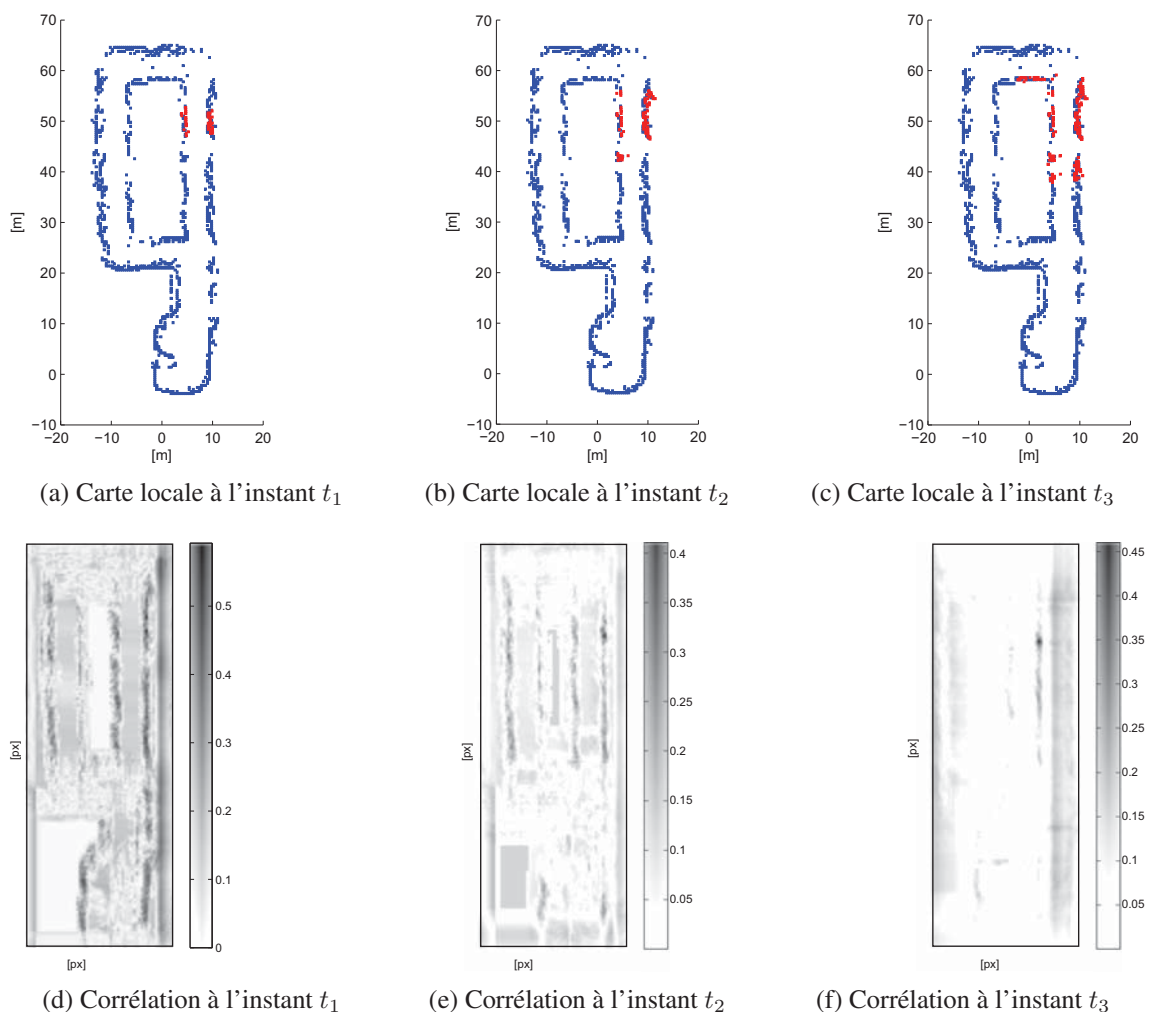 70
60
50
40
30
20
10
0
−10
[m]
−20 −10 0 10 20
[m]
(a) Carte locale à l'instant t₁
70
60
50
40
30
20
10
0
−10
[m]
−20 −10 0 10 20
[m]
(b) Carte locale à l'instant t₂
70
60
50
40
30
20
10
0
−10
[m]
−20 −10 0 10 20
[m]
(c) Carte locale à l'instant t₃
[px]
0.5
0.4
0.3
0.2
0.1
0
[px]
(d) Corrélation à l'instant t₁
[px]
0.4
0.35
0.3
0.25
0.2
0.15
0.1
0.05
[px]
(e) Corrélation à l'instant t₂
[px]
0.45
0.4
0.35
0.3
0.25
0.2
0.15
0.1
0.05
[px]
(f) Corrélation à l'instant t₃